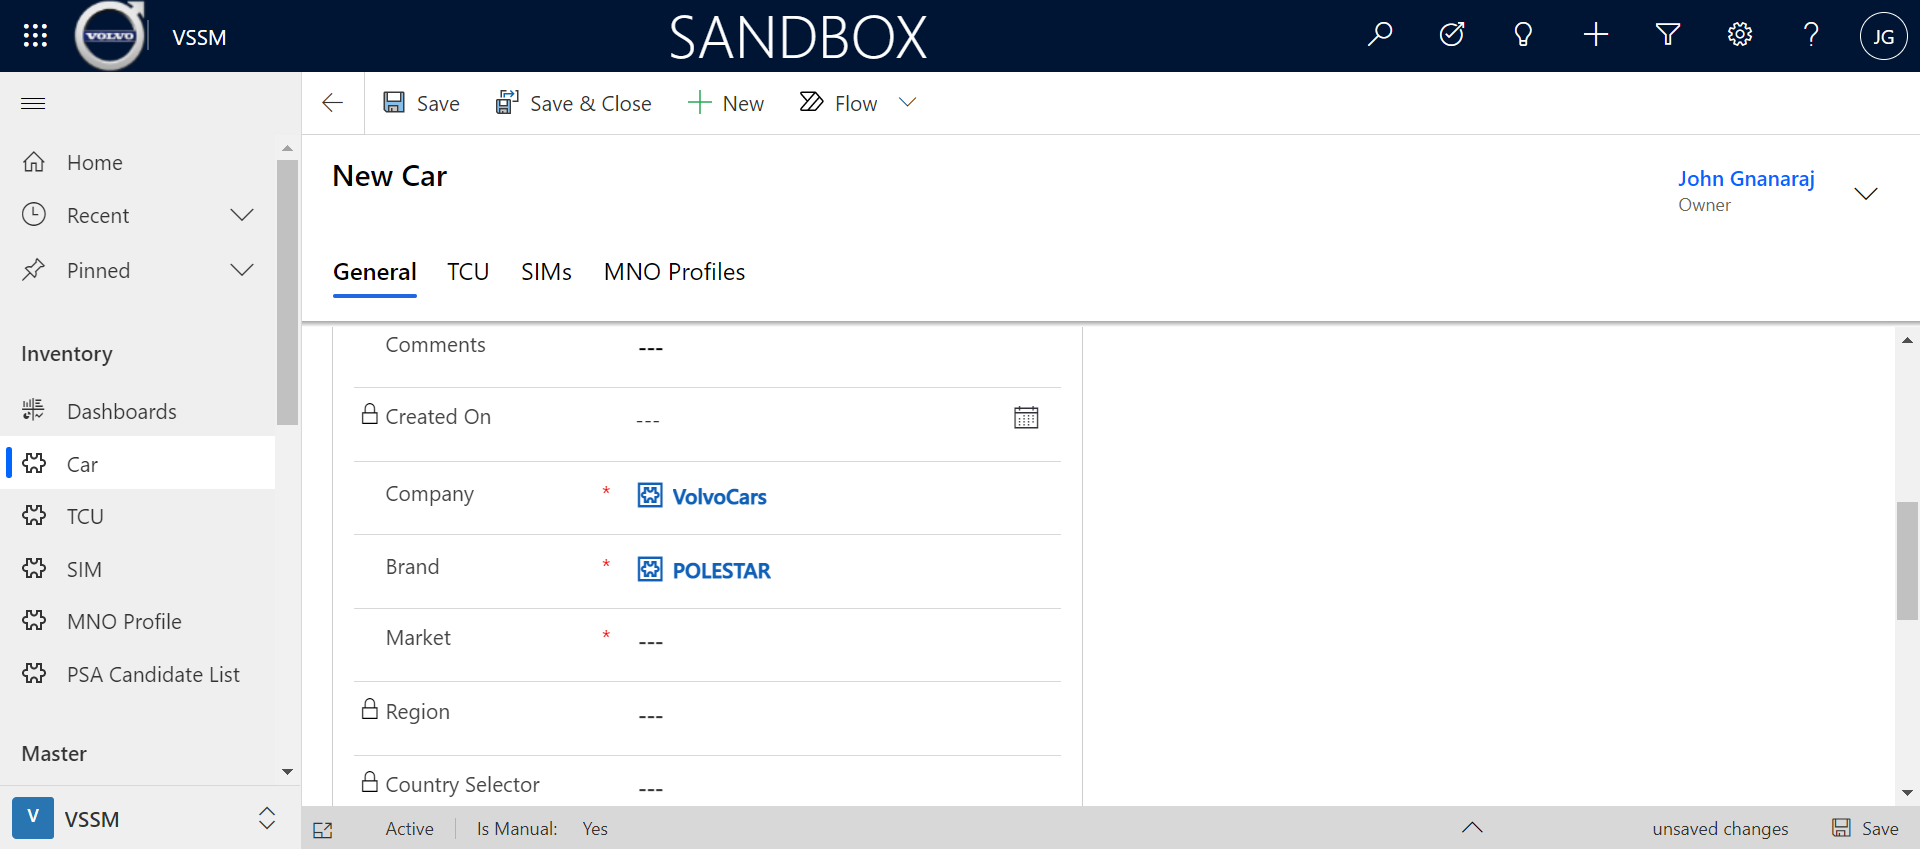 VOLVO
VSSM
SANDBOX
JG
Save
Save & Close
New
Flow
Home
Recent
Pinned
Inventory
Dashboards
Car
TCU
SIM
MNO Profile
PSA Candidate List
Master
V VSSM
New Car
John Gnanaraj
Owner
General TCU SIMs MNO Profiles
Comments ---
Created On ---
Company * VolvoCars
Brand * POLESTAR
Market * ---
Region ---
Country Selector ---
Active Is Manual: Yes unsaved changes Save